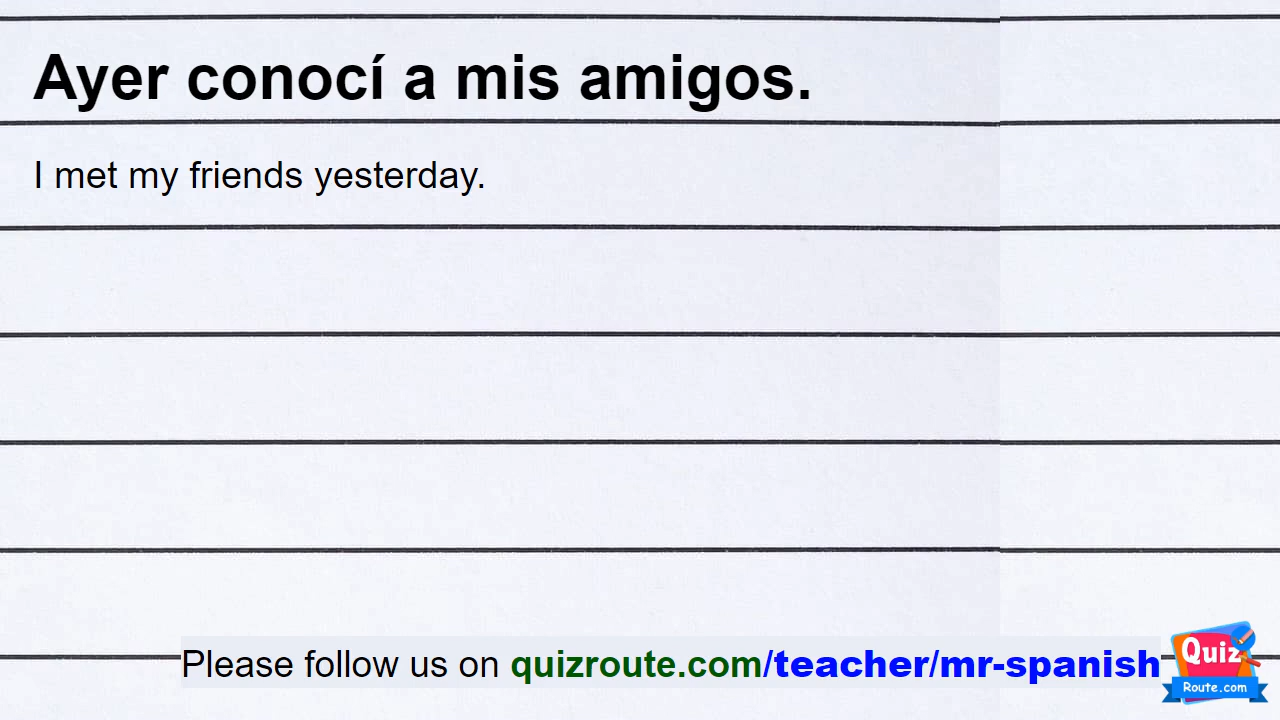 Ayer conocí a mis amigos.
I met my friends yesterday.
Please follow us on quizroute.com/teacher/mr-spanish
Quiz
Route.com